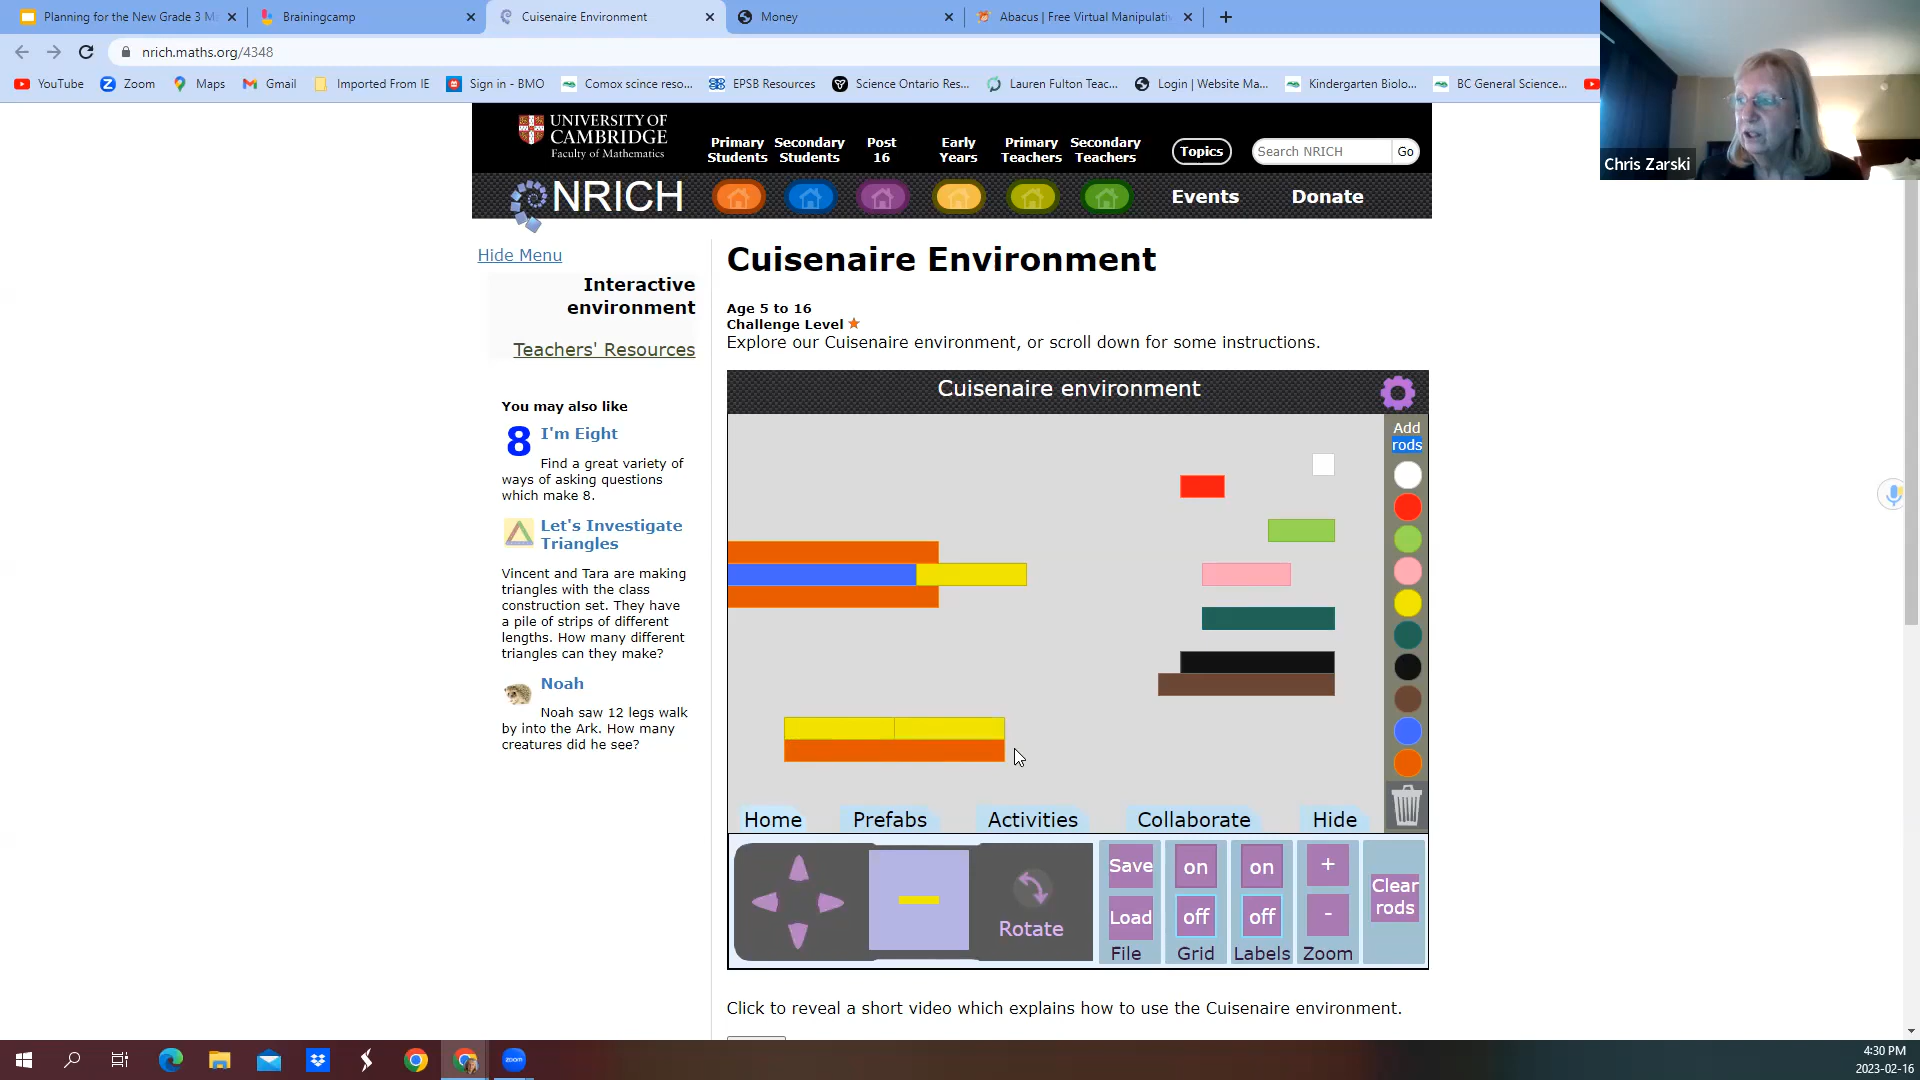 Planning for the New Grade 3 M
Brainingcamp
Cuisenaire Environment
Money
Abacus | Free Virtual Manipulati
nrich.maths.org/4348
YouTube
Zoom
Maps
Gmail
Imported From IE
Sign in - BMO
Comox scince reso...
EPSB Resources
Science Ontario Res...
Lauren Fulton Teac...
Login | Website Ma...
Kindergarten Biolo...
BC General Science...
Chris Zarski
UNIVERSITY OF
CAMBRIDGE
Faculty of Mathematics
Primary
Students
Secondary
Students
Post
16
Early
Years
Primary
Teachers
Secondary
Teachers
Topics
Search NRICH
Go
NRICH
Events
Donate
Hide Menu
Interactive
environment
Teachers' Resources
You may also like
8
I'm Eight
Find a great variety of
ways of asking questions
which make 8.
Let's Investigate
Triangles
Vincent and Tara are making
triangles with the class
construction set. They have
a pile of strips of different
lengths. How many different
triangles can they make?
Noah
Noah saw 12 legs walk
by into the Ark. How many
creatures did he see?
Cuisenaire Environment
Age 5 to 16
Challenge Level
Explore our Cuisenaire environment, or scroll down for some instructions.
Cuisenaire environment
Add
rods
Home
Prefabs
Activities
Collaborate
Hide
Rotate
Save
Load
File
on
off
Grid
on
off
Labels
+
-
Zoom
Clear
rods
Click to reveal a short video which explains how to use the Cuisenaire environment.
zoom
4:30 PM
2023-02-16